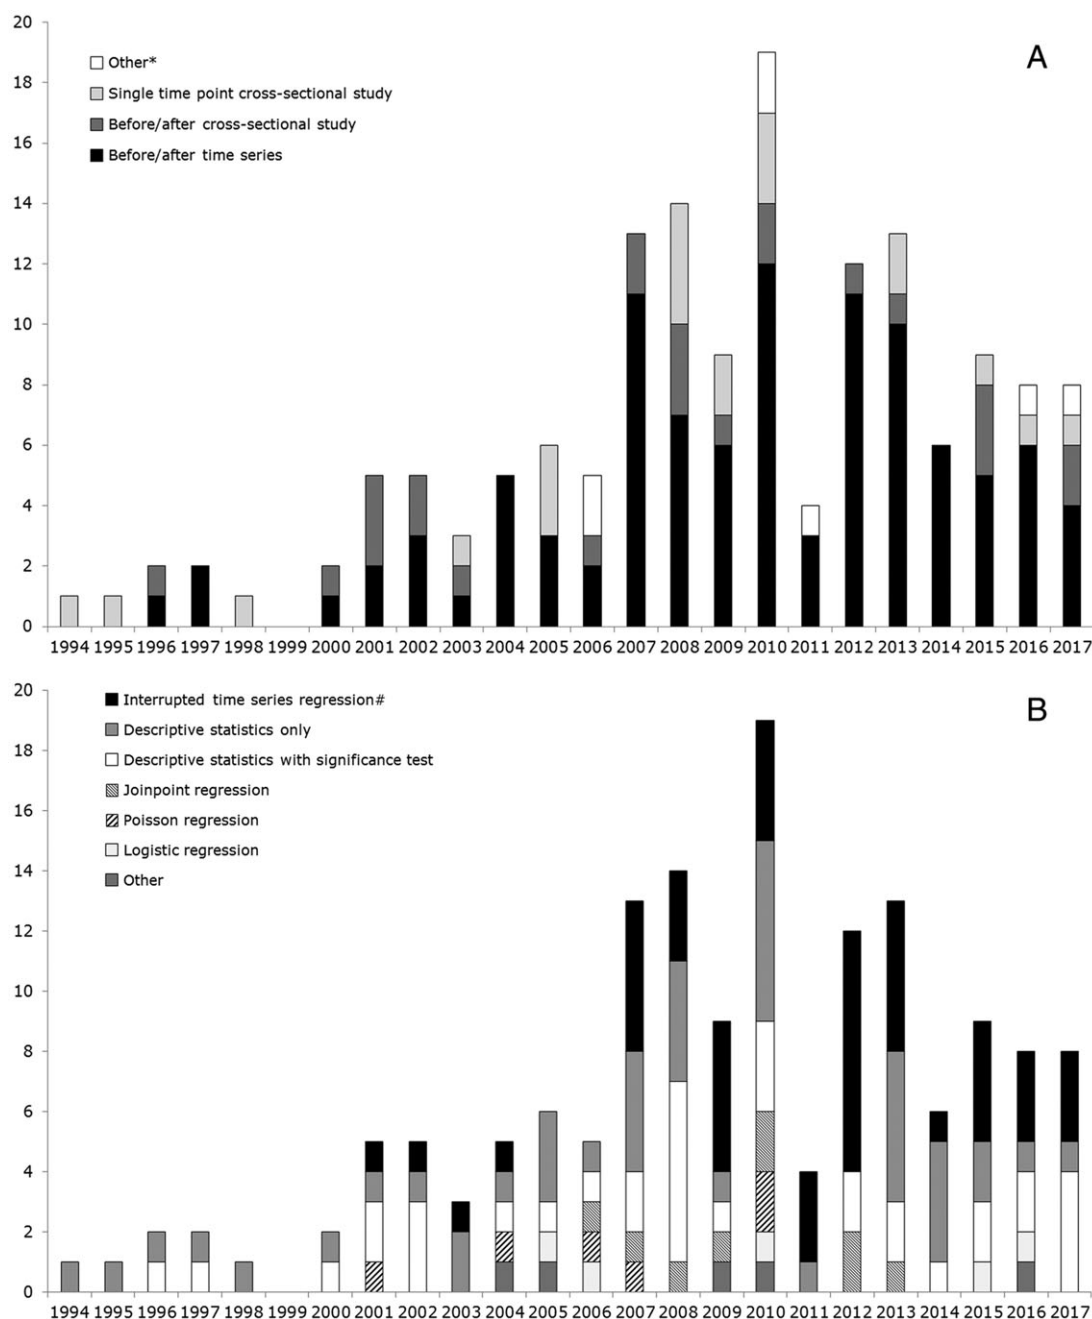 20
18
16
14
12
10
8
6
4
2
0
A
Other*
Single time point cross-sectional study
Before/after cross-sectional study
Before/after time series
1994 1995 1996 1997 1998 1999 2000 2001 2002 2003 2004 2005 2006 2007 2008 2009 2010 2011 2012 2013 2014 2015 2016 2017
20
18
16
14
12
10
8
6
4
2
0
B
Interrupted time series regression#
Descriptive statistics only
Descriptive statistics with significance test
Joinpoint regression
Poisson regression
Logistic regression
Other
1994 1995 1996 1997 1998 1999 2000 2001 2002 2003 2004 2005 2006 2007 2008 2009 2010 2011 2012 2013 2014 2015 2016 2017